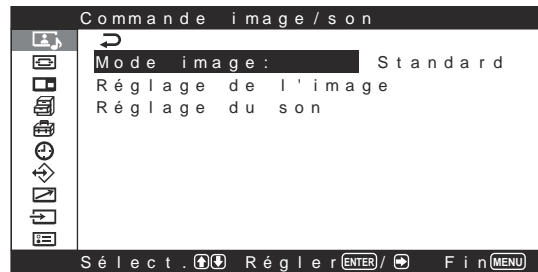 Commande image/son
Mode image: Standard
Réglage de l'image
Réglage du son
Sélect. Régler ENTER / Fin MENU